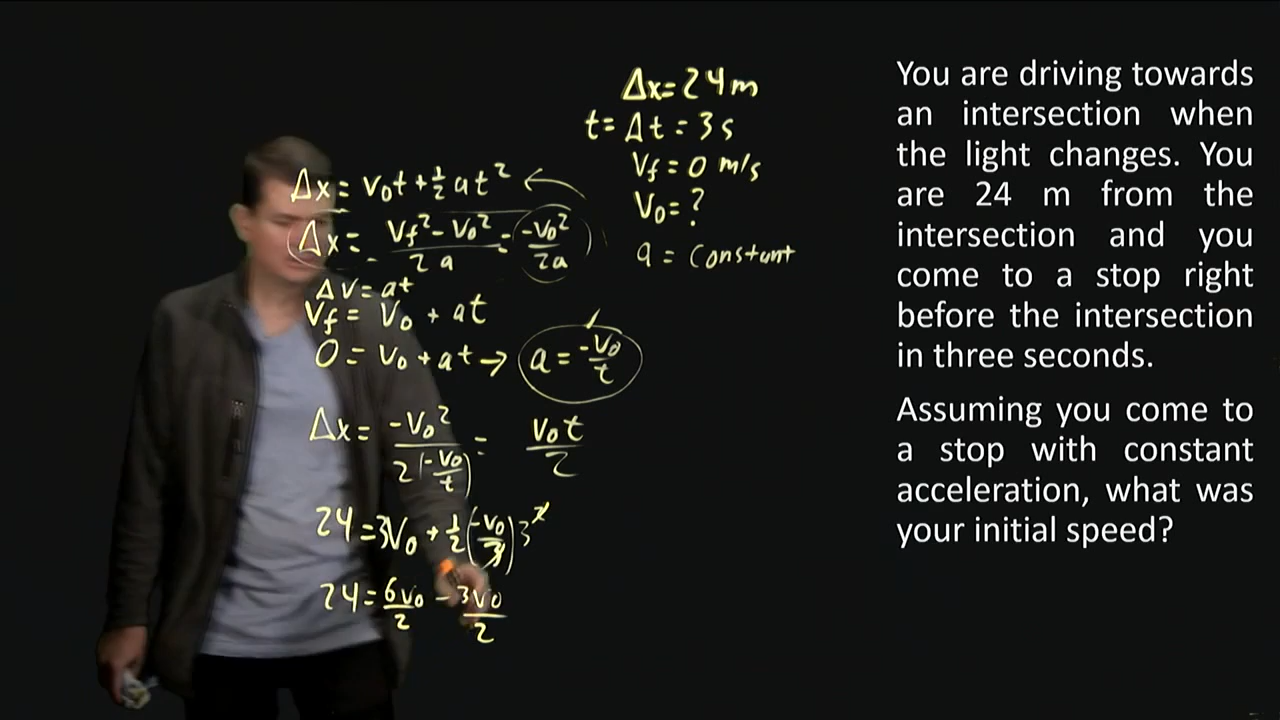 Δx = 24 m
t = Δt = 3 s
Vf = 0 m/s
V₀ = ?
a = constant
Δx = V₀t + ½ at²
Δx = (Vf² - V₀²)/2a = -V₀²/2a
ΔV = at
Vf = V₀ + at
0 = V₀ + at → a = -V₀/t
Δx = -V₀²/2(-V₀/t) = V₀t/2
24 = 3V₀ + ½(-V₀/3)3²
24 = 6V₀/2 - 3V₀/2
You are driving towards
an intersection when
the light changes. You
are 24 m from the
intersection and you
come to a stop right
before the intersection
in three seconds.
Assuming you come to
a stop with constant
acceleration, what was
your initial speed?